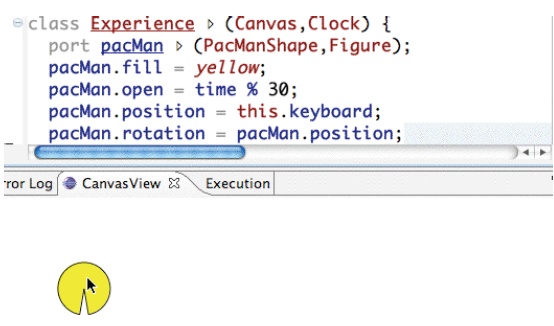 class Experience ▹ (Canvas,Clock) {
port pacMan ▹ (PacManShape,Figure);
pacMan.fill = yellow;
pacMan.open = time % 30;
pacMan.position = this.keyboard;
pacMan.rotation = pacMan.position;
rror Log CanvasView Execution